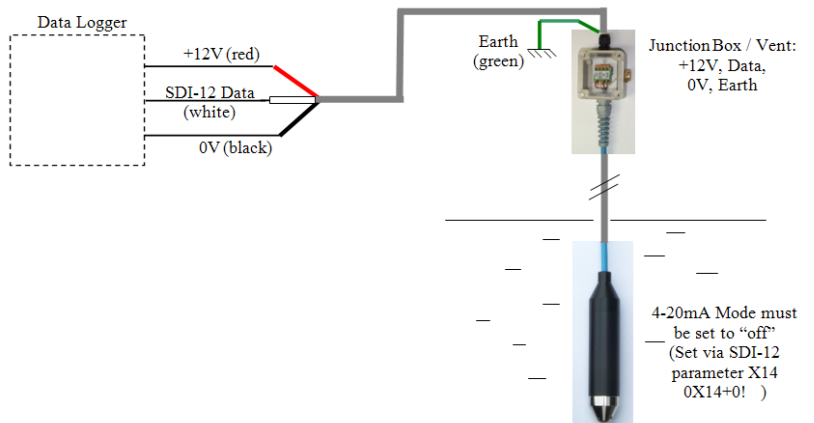 Data Logger
+12V (red)
SDI-12 Data
(white)
0V (black)
Earth
(green)
Junction Box / Vent:
+12V, Data,
0V, Earth
4-20mA Mode must
be set to “off”
(Set via SDI-12
parameter X14
0X14+0! )